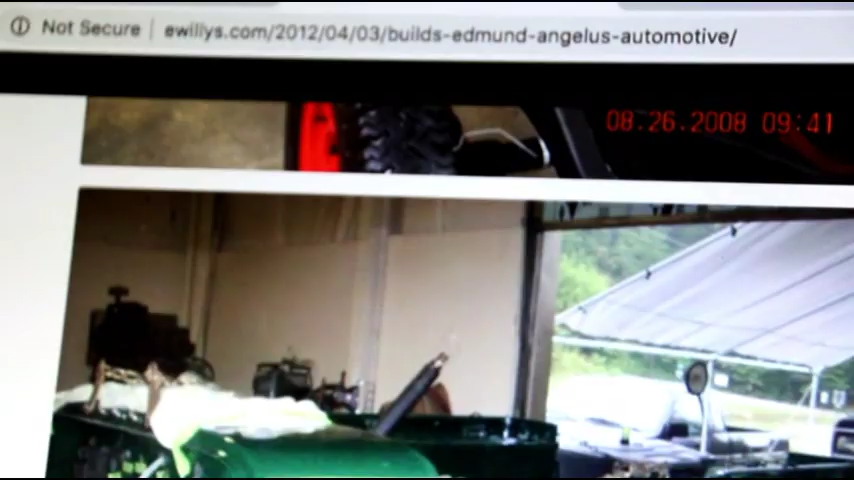 Not Secure | ewillys.com/2012/04/03/builds-edmund-angelus-automotive/
08.26.2008 09:41